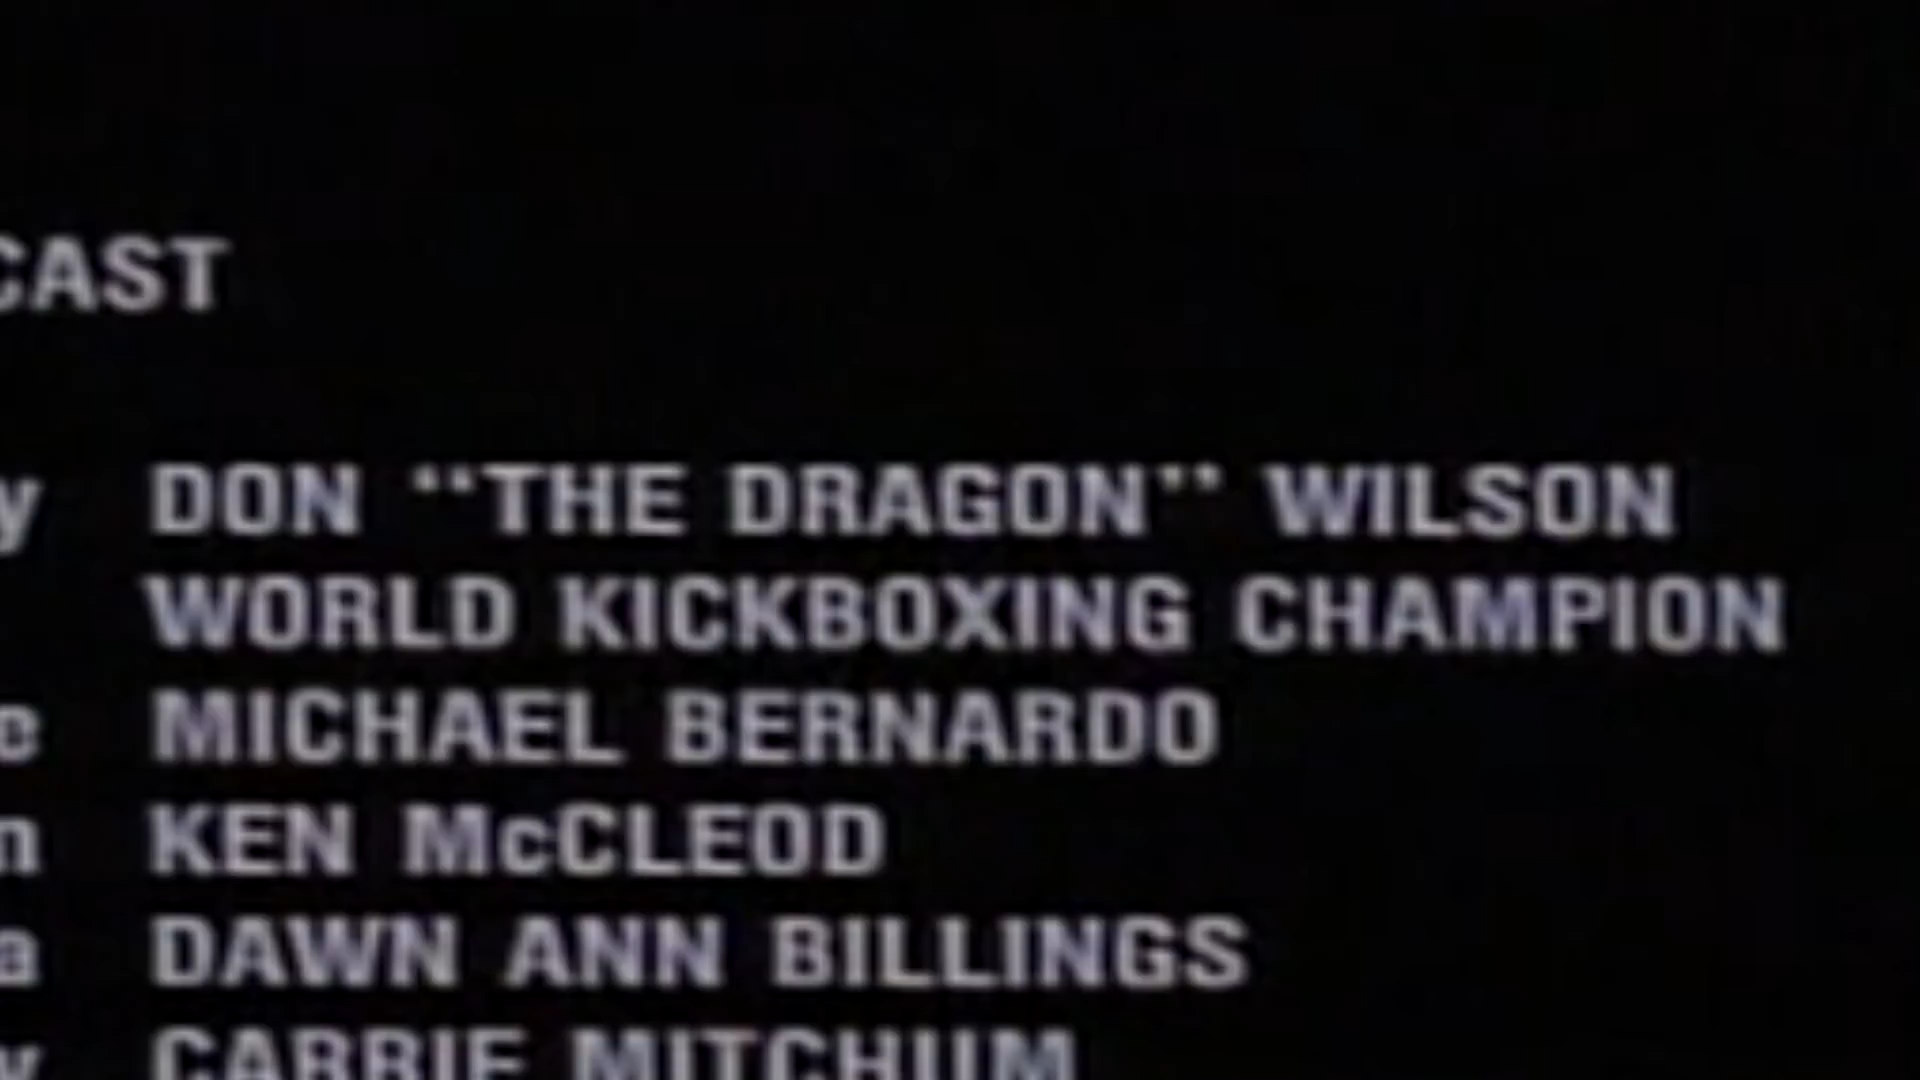 CAST
y DON “THE DRAGON” WILSON
WORLD KICKBOXING CHAMPION
e MICHAEL BERNARDO
n KEN McCLEOD
a DAWN ANN BILLINGS
y CARRIE MITCHUM